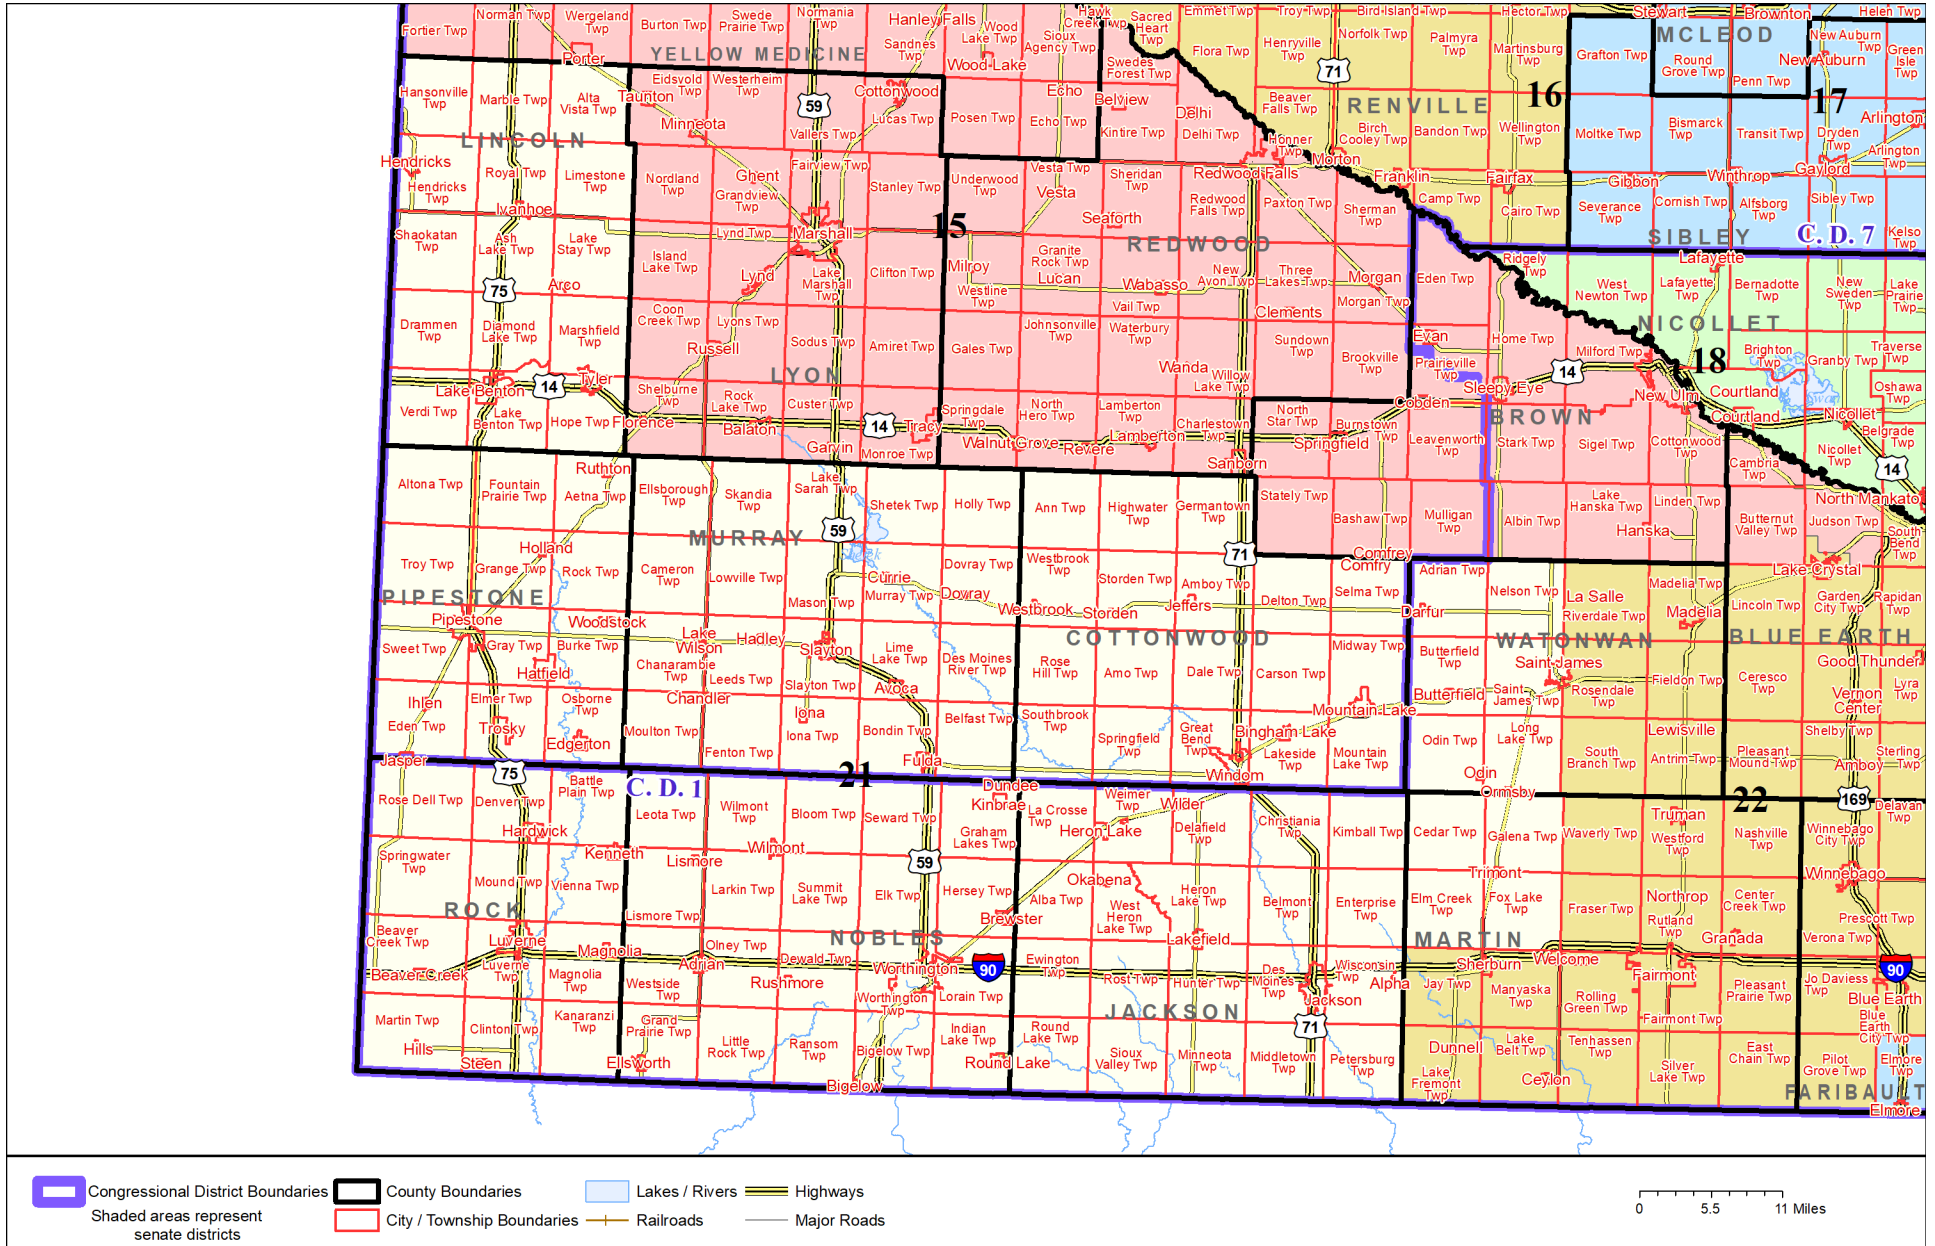 Norman Twp
Wergeland Twp
Burton Twp
Swede Prairie Twp
Normania Twp
Hanley Falls
Wood Lake Twp
Hawk Creek Twp
Sacred Heart Twp
Emmet Twp
Troy Twp
Bird Island Twp
Hector Twp
Stewart
Brownton
Helen Twp
Fortier Twp
Porter
YELLOW MEDICINE
Sandnes Twp
Wood Lake
Sioux Agency Twp
Swedes Forest Twp
Flora Twp
Henryville Twp
Norfolk Twp
Palmyra Twp
Martinsburg Twp
Grafton Twp
MCLEOD
Round Grove Twp
Penn Twp
New Auburn Twp
New Auburn
Green Isle Twp
71
16
17
Hansonville Twp
Marble Twp
Alta Vista Twp
Taunton
Eidsvold Twp
Westerheim Twp
59
Cottonwood
Lucas Twp
Posen Twp
Echo
Echo Twp
Belview
Kintire Twp
Delhi
Delhi Twp
Beaver Falls Twp
RENVILLE
Birch Cooley Twp
Bandon Twp
Wellington Twp
Moltke Twp
Bismarck Twp
Transit Twp
Dryden Twp
Arlington
Arlington Twp
LINCOLN
Minneota
Vallers Twp
Honner Twp
Morton
Hendricks
Hendricks Twp
Royal Twp
Limestone Twp
Nordland Twp
Ghent
Grandview Twp
Fairview Twp
Stanley Twp
Underwood Twp
Vesta Twp
Vesta
Sheridan Twp
Redwood Falls
Redwood Falls Twp
Paxton Twp
Sherman Twp
Franklin
Camp Twp
Fairfax
Cairo Twp
Gibbon
Severance Twp
Winthrop
Cornish Twp
Alfsborg Twp
Gaylord
Sibley Twp
Ivanhoe
Shaokatan Twp
Ash Lake Twp
Lake Stay Twp
Lynd Twp
Marshall
15
Seaforth
REDWOOD
SIBLEY
C. D. 7
Kelso Twp
Island Lake Twp
Lynd
Lake Marshall Twp
Clifton Twp
Milroy
Westline Twp
Granite Rock Twp
Lucan
Wabasso
New Avon Twp
Three Lakes Twp
Morgan
Morgan Twp
Eden Twp
Ridgely Twp
Lafayette
West Newton Twp
Lafayette Twp
Bernadotte Twp
New Sweden Twp
Lake Prairie Twp
75
Arco
Drammen Twp
Diamond Lake Twp
Marshfield Twp
Coon Creek Twp
Lyons Twp
Russell
Sodus Twp
Amiret Twp
Gales Twp
Johnsonville Twp
Vail Twp
Waterbury Twp
Clements
Sundown Twp
Brookville Twp
Evan
Prairieville Twp
Home Twp
Milford Twp
NICOLLET
18
Brighton Twp
Granby Twp
Traverse Twp
Oshawa Twp
Lake Benton
14
Tyler
Shelburne Twp
LYON
Rock Lake Twp
Custer Twp
Wanda
Willow Lake Twp
Sleepy Eye
14
New Ulm
Courtland
Courtland
Nicollet
Belgrade Twp
Verdi Twp
Lake Benton Twp
Hope Twp
Florence
Balaton
Garvin
14
Monroe Twp
Tracy
Springdale Twp
Walnut Grove
North Hero Twp
Revere
Lamberton Twp
Lamberton
Charlestown Twp
Sanborn
North Star Twp
Springfield
Burnstown Twp
Cobden
Leavenworth
BROWN
Stark Twp
Sigel Twp
Cottonwood Twp
Cambria Twp
Nicollet Twp
14
North Mankato
Altona Twp
Fountain Prairie Twp
Ruthton
Aetna Twp
Ellsborough Twp
Skandia Twp
Lake Sarah Twp
Shetek Twp
Holly Twp
Ann Twp
Highwater Twp
Germantown Twp
Stately Twp
Bashaw Twp
Mulligan Twp
Albin Twp
Lake Hanska Twp
Hanska
Linden Twp
Butternut Valley Twp
Judson Twp
South Bend Twp
MURRAY
59
71
Comfrey
Comfry
Troy Twp
Holland
Grange Twp
Rock Twp
Cameron Twp
Lowville Twp
Mason Twp
Currie
Murray Twp
Dovray Twp
Dovray
Westbrook Twp
Westbrook
Storden Twp
Storden
Amboy Twp
Jeffers
Delton Twp
Selma Twp
Adrian Twp
Darfur
Nelson Twp
La Salle
Riverdale Twp
Madelia Twp
Madelia
Lake Crystal
Lincoln Twp
Garden City Twp
Rapidan Twp
PIPESTONE
Pipestone
Woodstock
Sweet Twp
Gray Twp
Burke Twp
Hatfield
Lake Wilson
Hadley
Chanarambie Twp
Leeds Twp
Slayton
Slayton Twp
Lime Lake Twp
Avoca
Des Moines River Twp
COTTONWOOD
Rose Hill Twp
Amo Twp
Dale Twp
Carson Twp
Midway Twp
Butterfield Twp
WATONWAN
Saint James
BLUE EARTH
Good Thunder
Ceresco Twp
Lyra Twp
Ihlen
Eden Twp
Elmer Twp
Trosky
Osborne Twp
Edgerton
Chandler
Moulton Twp
Fenton Twp
Iona
Iona Twp
Bondin Twp
Belfast Twp
Southbrook Twp
Springfield Twp
Great Bend Twp
Bingham Lake
Lakeside Twp
Mountain Lake
Mountain Lake Twp
Butterfield
Saint James Twp
Rosendale Twp
Fieldon Twp
Odin Twp
Long Lake Twp
South Branch Twp
Lewisville
Antrim Twp
Pleasant Mound Twp
Vernon Center
Shelby Twp
Amboy
Sterling Twp
Jasper
75
C. D. 1
21
Fulda
Dundee
Windom
Odin
Ormsby
22
169
Delavan Twp
Rose Dell Twp
Denver Twp
Battle Plain Twp
Leota Twp
Wilmont Twp
Bloom Twp
Seward Twp
Kinbrae
Graham Lakes Twp
La Crosse Twp
Heron Lake
Weimer Twp
Wilder
Delafield Twp
Christiania Twp
Kimball Twp
Cedar Twp
Galena Twp
Waverly Twp
Truman
Westford Twp
Nashville Twp
Winnebago City Twp
Hardwick
Springwater Twp
Kenneth
Lismore
Wilmont
59
Mound Twp
Vienna Twp
Larkin Twp
Summit Lake Twp
Elk Twp
Hersey Twp
Okabena
Alba Twp
West Heron Lake Twp
Heron Lake Twp
Belmont Twp
Enterprise Twp
Elm Creek Twp
Trimont
Fox Lake Twp
Fraser Twp
Northrop
Rutland Twp
Center Creek Twp
Winnebago
Prescott Twp
ROCK
Lismore Twp
Brewster
Beaver Creek Twp
Luverne
Magnolia
Olney Twp
NOBLES
Lakefield
MARTIN
Granada
Verona Twp
Beaver Creek
Luverne Twp
Magnolia Twp
Westside Twp
Adrian
Dewald Twp
Rushmore
Worthington
90
Worthington Twp
Lorain Twp
Ewington Twp
Rost Twp
Hunter Twp
Des Moines Twp
Jackson
Wisconsin Twp
Alpha
Sherburn
Jay Twp
Welcome
Manyaska Twp
Rolling Green Twp
Fairmont
Fairmont Twp
Pleasant Prairie Twp
Jo Daviess Twp
90
Blue Earth
Blue Earth City Twp
Martin Twp
Hills
Clinton Twp
Steen
Kanaranzi Twp
Grand Prairie Twp
Ellsworth
Little Rock Twp
Ransom Twp
Bigelow Twp
Bigelow
Indian Lake Twp
Round Lake
Round Lake Twp
JACKSON
Sioux Valley Twp
Minneota Twp
Middletown Twp
71
Petersburg Twp
Dunnell
Lake Fremont Twp
Lake Belt Twp
Ceylon
Tenhassen Twp
Silver Lake Twp
East Chain Twp
Pilot Grove Twp
Elmore Twp
FARIBAULT
Elmore
Congressional District Boundaries
Shaded areas represent
senate districts
County Boundaries
City / Township Boundaries
Lakes / Rivers
Railroads
Highways
Major Roads
0 5.5 11 Miles